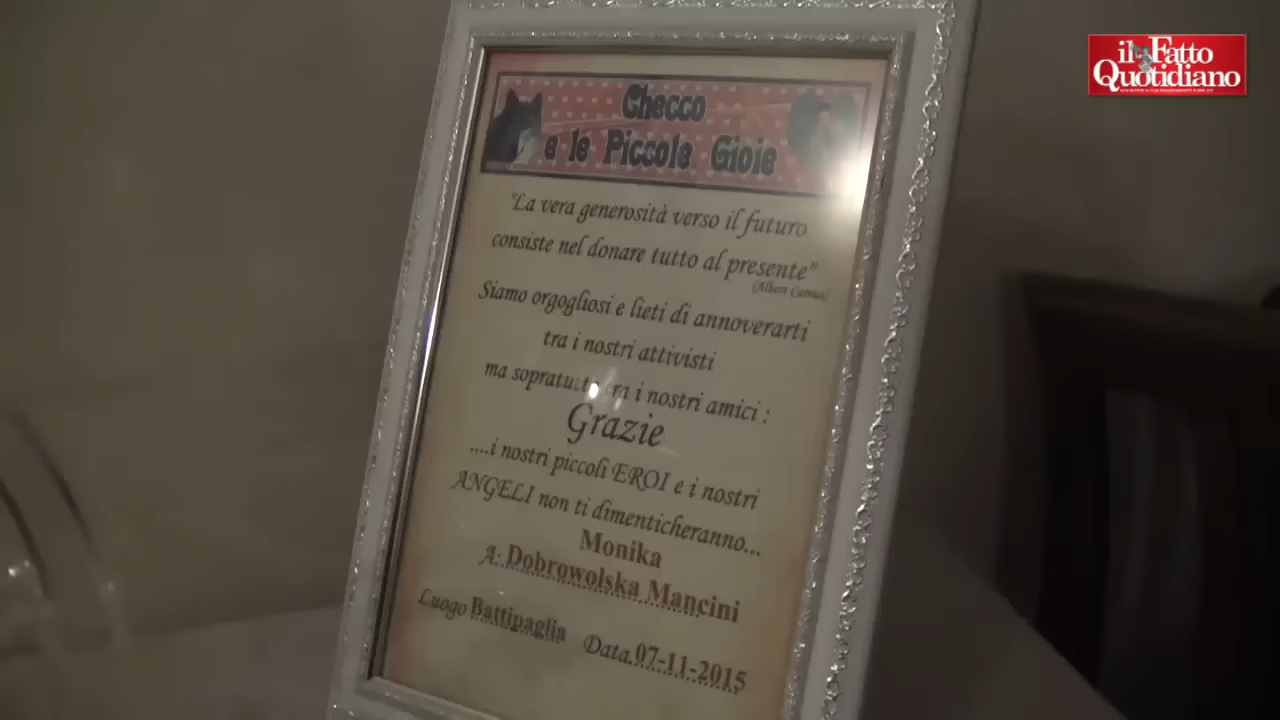 il Fatto
Quotidiano
Checco
e le Piccole Gioie
"La vera generosità verso il futuro
consiste nel donare tutto al presente"
(Albert Camus)
Siamo orgogliosi e lieti di annoverarti
tra i nostri attivisti
ma sopratutto tra i nostri amici :
Grazie
....i nostri piccoli EROI e i nostri
ANGELI non ti dimenticheranno...
Monika
A: Dobrowolska Mancini
Luogo Battipaglia Data 07-11-2015